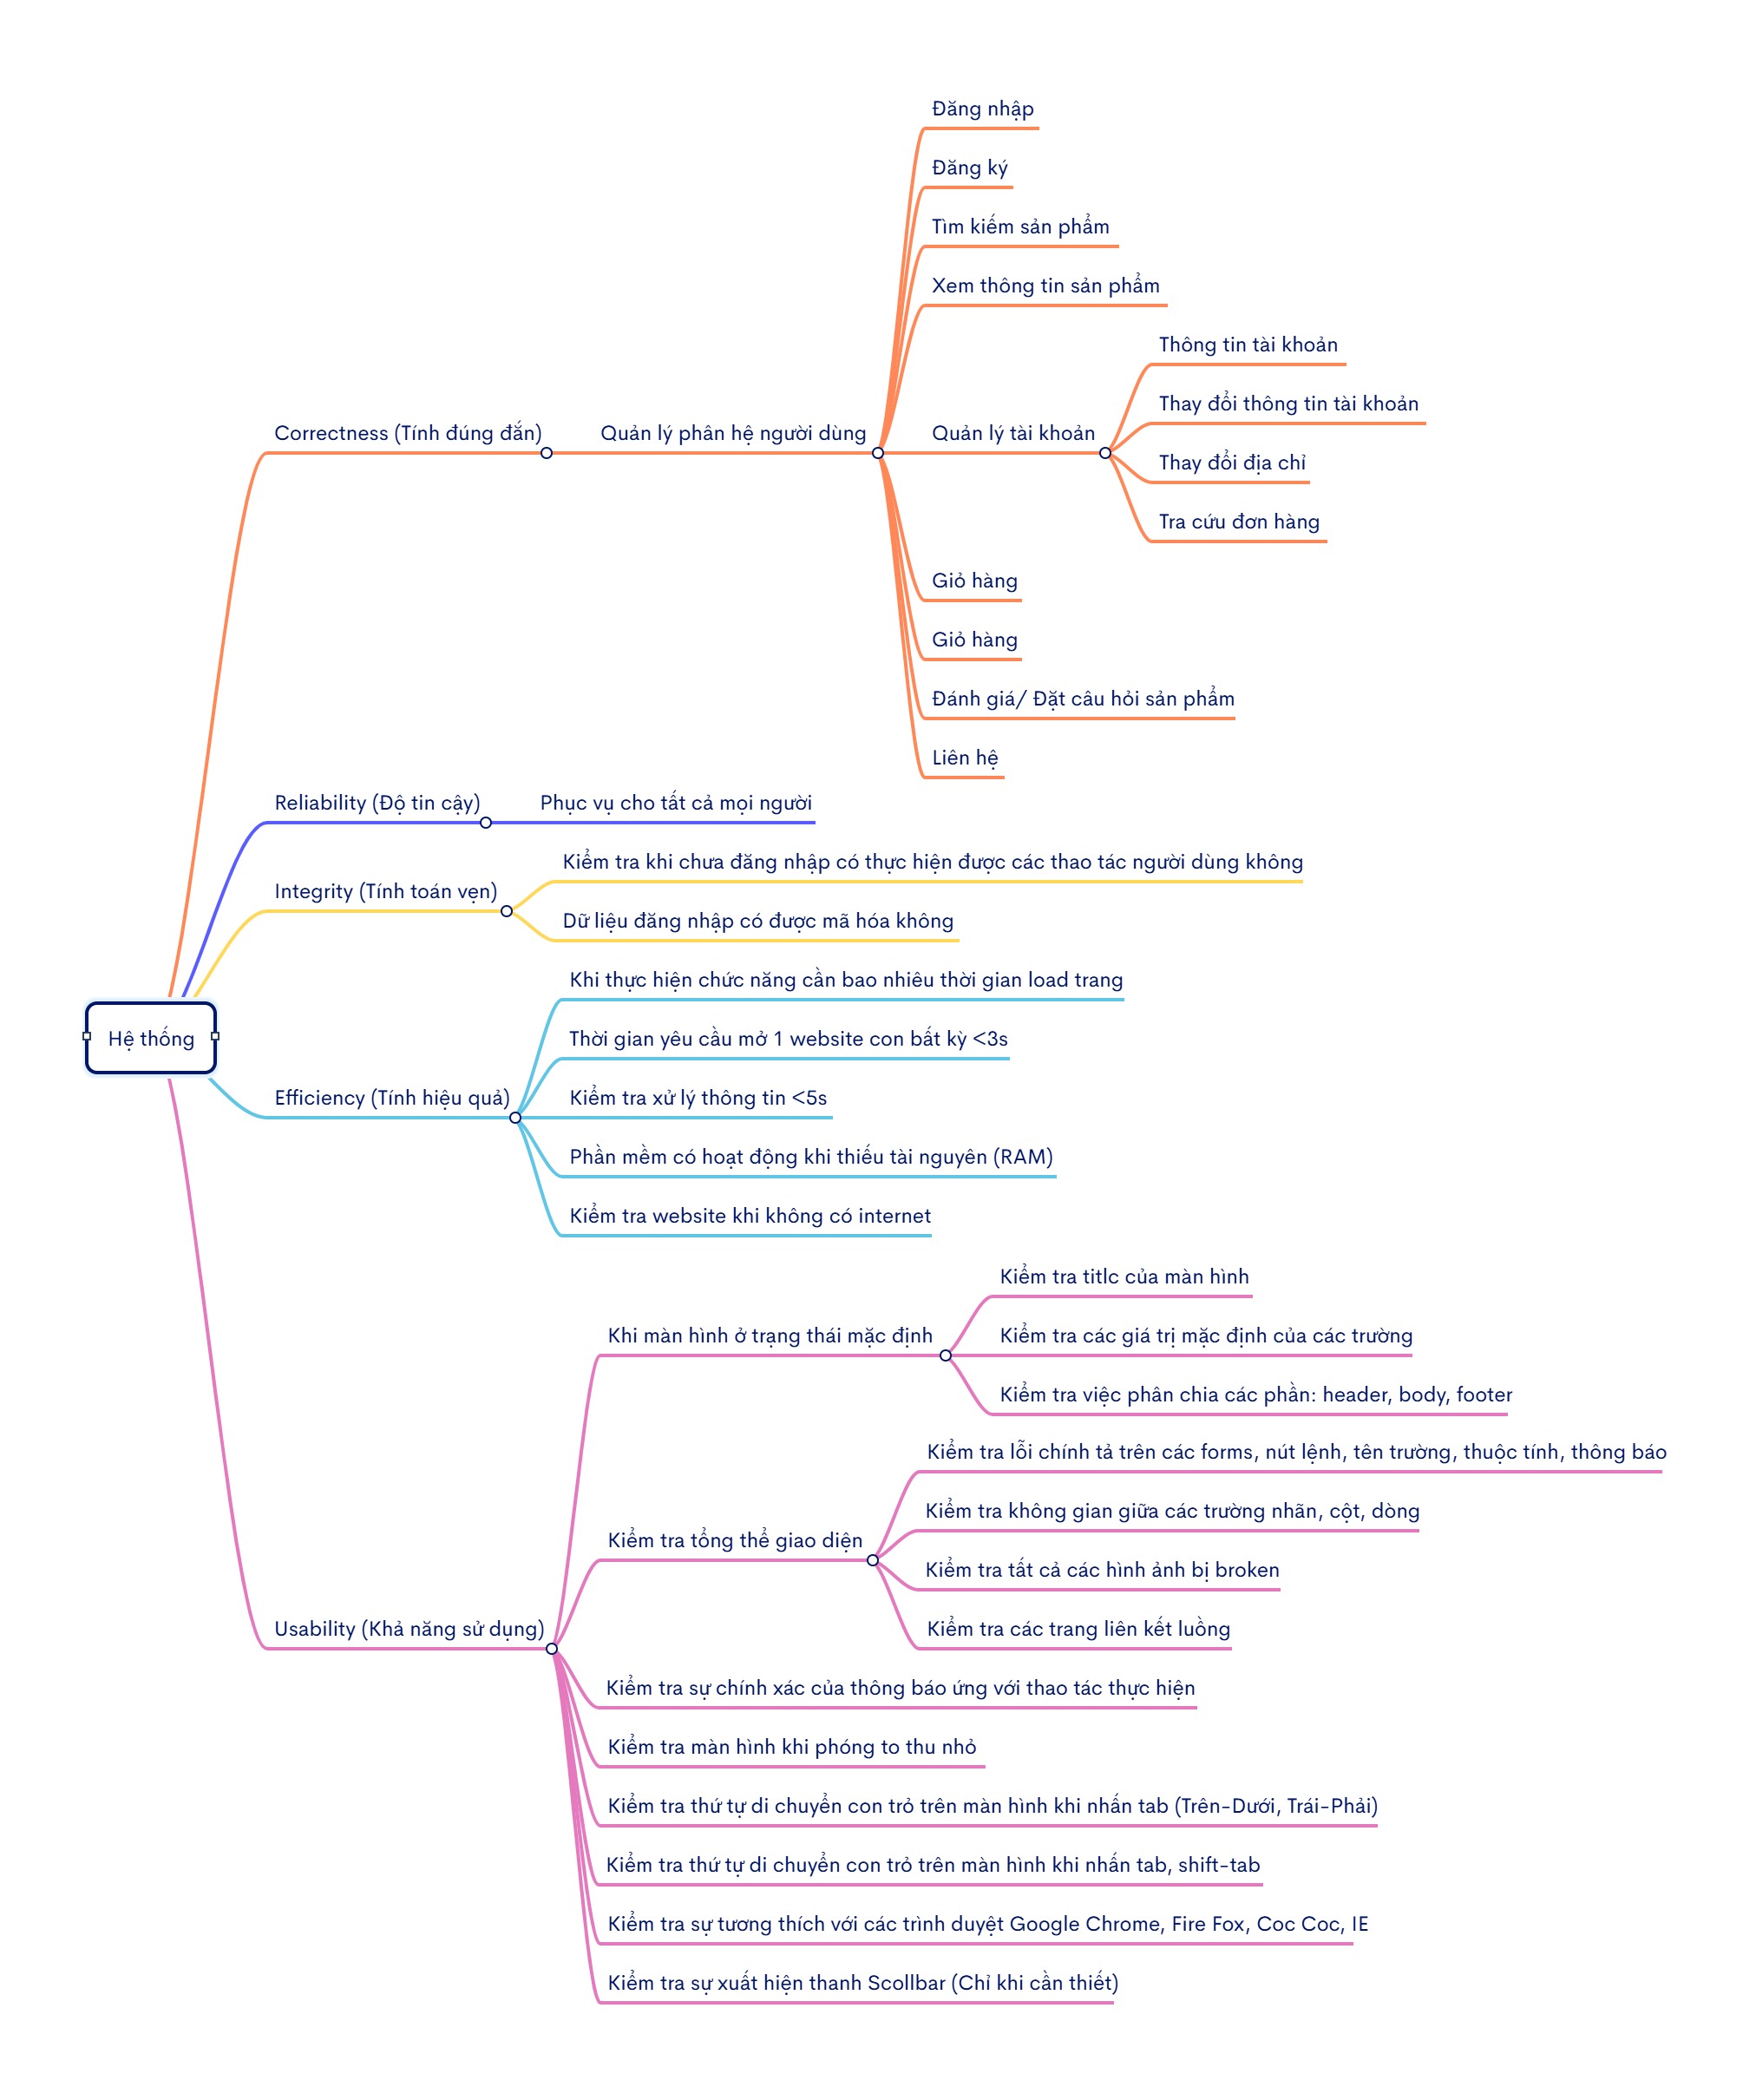 Hệ thống
Correctness (Tính đúng đắn)
Quản lý phân hệ người dùng
Đăng nhập
Đăng ký
Tìm kiếm sản phẩm
Xem thông tin sản phẩm
Quản lý tài khoản
Thông tin tài khoản
Thay đổi thông tin tài khoản
Thay đổi địa chỉ
Tra cứu đơn hàng
Giỏ hàng
Giỏ hàng
Đánh giá/ Đặt câu hỏi sản phẩm
Liên hệ
Reliability (Độ tin cậy)
Phục vụ cho tất cả mọi người
Integrity (Tính toán vẹn)
Kiểm tra khi chưa đăng nhập có thực hiện được các thao tác người dùng không
Dữ liệu đăng nhập có được mã hóa không
Efficiency (Tính hiệu quả)
Khi thực hiện chức năng cần bao nhiêu thời gian load trang
Thời gian yêu cầu mở 1 website con bất kỳ <3s
Kiểm tra xử lý thông tin <5s
Phần mềm có hoạt động khi thiếu tài nguyên (RAM)
Kiểm tra website khi không có internet
Usability (Khả năng sử dụng)
Khi màn hình ở trạng thái mặc định
Kiểm tra titlc của màn hình
Kiểm tra các giá trị mặc định của các trường
Kiểm tra việc phân chia các phần: header, body, footer
Kiểm tra tổng thể giao diện
Kiểm tra lỗi chính tả trên các forms, nút lệnh, tên trường, thuộc tính, thông báo
Kiểm tra không gian giữa các trường nhãn, cột, dòng
Kiểm tra tất cả các hình ảnh bị broken
Kiểm tra các trang liên kết luồng
Kiểm tra sự chính xác của thông báo ứng với thao tác thực hiện
Kiểm tra màn hình khi phóng to thu nhỏ
Kiểm tra thứ tự di chuyển con trỏ trên màn hình khi nhấn tab (Trên-Dưới, Trái-Phải)
Kiểm tra thứ tự di chuyển con trỏ trên màn hình khi nhấn tab, shift-tab
Kiểm tra sự tương thích với các trình duyệt Google Chrome, Fire Fox, Coc Coc, IE
Kiểm tra sự xuất hiện thanh Scollbar (Chỉ khi cần thiết)